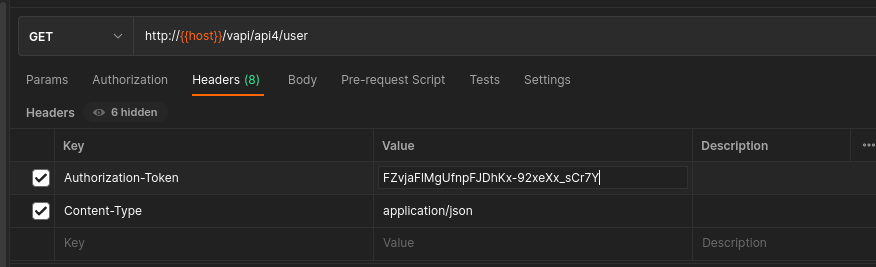 GET http://{{host}}/vapi/api4/user
Params Authorization Headers (8) Body Pre-request Script Tests Settings
Headers 6 hidden
Key Value Description ...
Authorization-Token FZvjaFlMgUfnpFJDhKx-92xeXx_sCr7Y
Content-Type application/json
Key Value Description